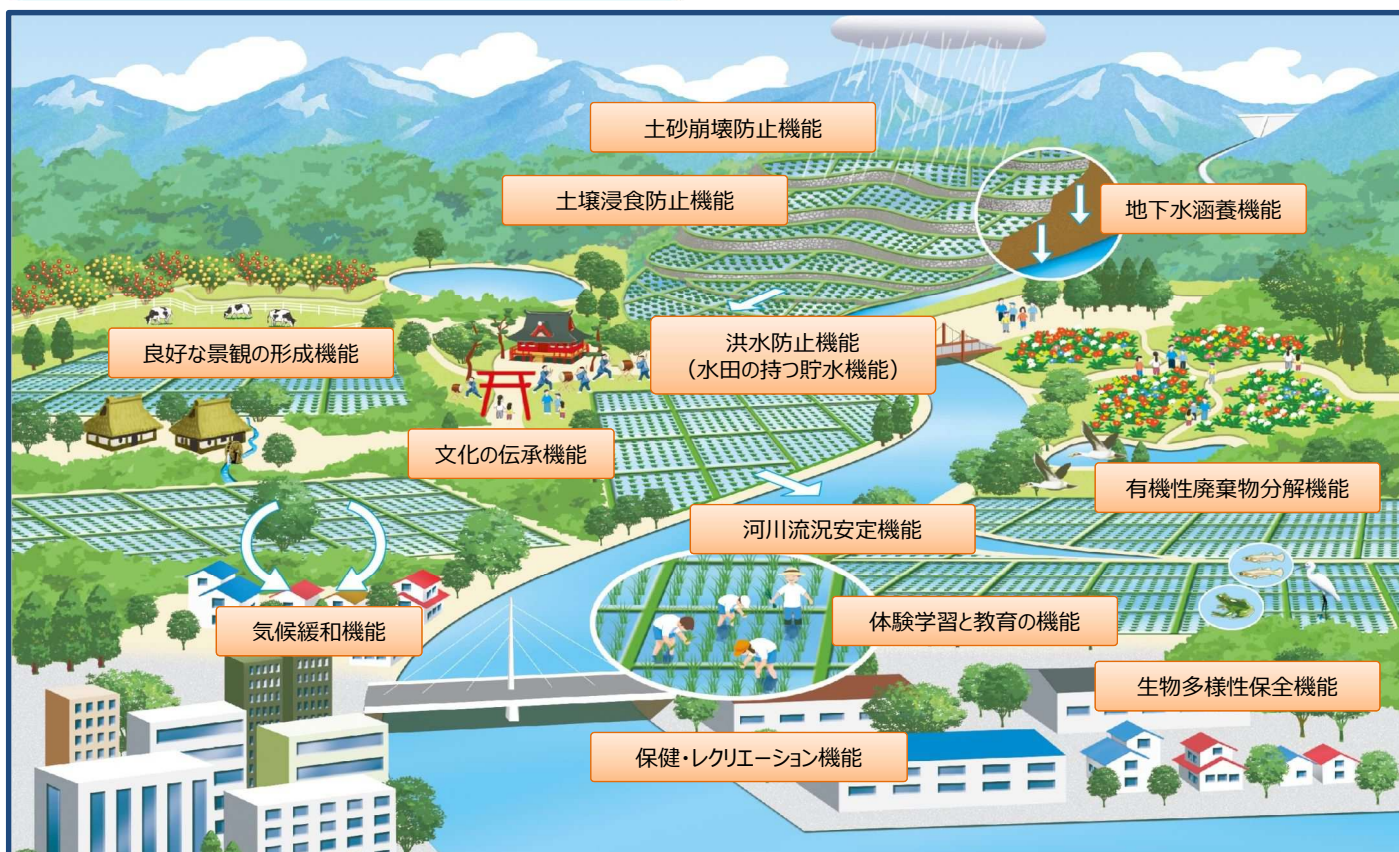 土砂崩壊防止機能
土壌浸食防止機能
地下水涵養機能
良好な景観の形成機能
洪水防止機能
（水田の持つ貯水機能）
文化の伝承機能
有機性廃棄物分解機能
河川流況安定機能
気候緩和機能
体験学習と教育の機能
生物多様性保全機能
保健・レクリエーション機能